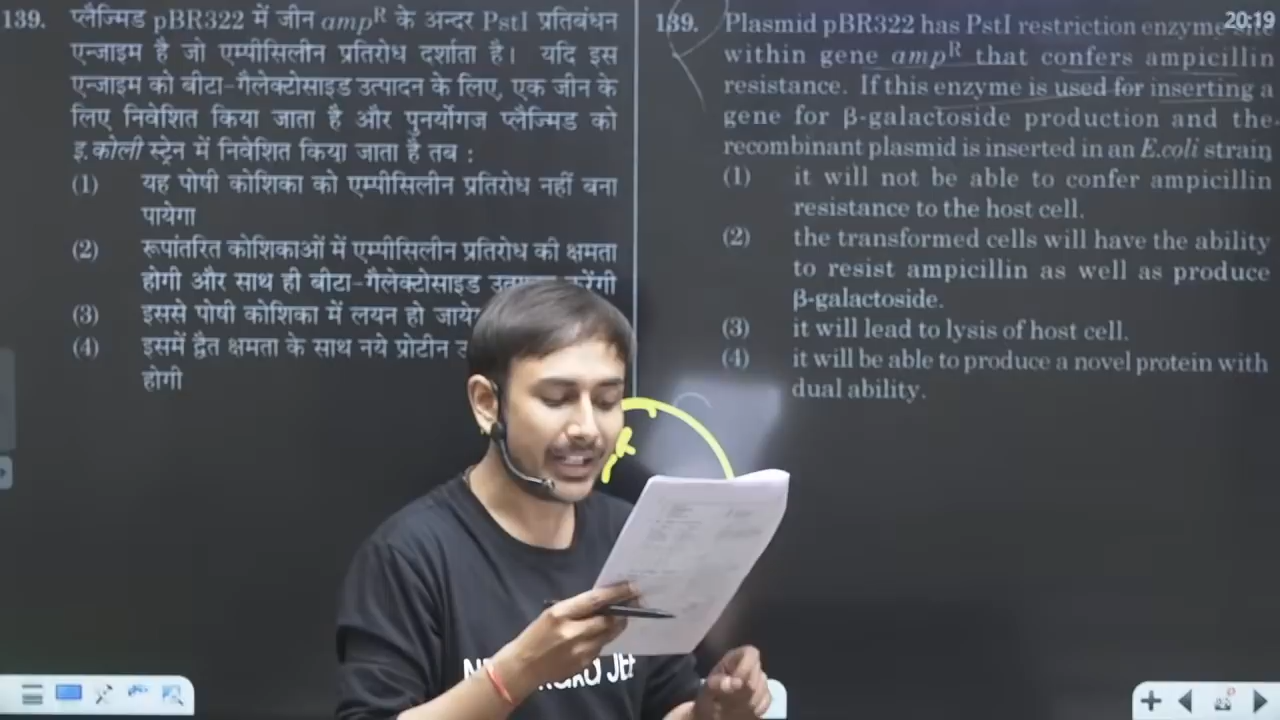 139. प्लैज्मिड pBR322 में जीन ampᴿ के अन्दर PstI प्रतिबंधन
एन्जाइम है जो एम्पीसिलीन प्रतिरोध दर्शाता है। यदि इस
एन्जाइम को बीटा-गैलेक्टोसाइड उत्पादन के लिए, एक जीन के
लिए निवेशित किया जाता है और पुनर्योगज प्लैज्मिड को
इ.कोली स्ट्रेन में निवेशित किया जाता है तब :
(1) यह पोषी कोशिका को एम्पीसिलीन प्रतिरोध नहीं बना
पायेगा
(2) रूपांतरित कोशिकाओं में एम्पीसिलीन प्रतिरोध की क्षमता
होगी और साथ ही बीटा-गैलेक्टोसाइड
(3) इससे पोषी कोशिका में लयन हो
(4) इसमें द्वैत क्षमता के साथ नये प्रोटीन
होगी
20:19
139. Plasmid pBR322 has PstI restriction enzyme site
within gene ampᴿ that confers ampicillin
resistance. If this enzyme is used for inserting a
gene for β-galactoside production and the
recombinant plasmid is inserted in an E.coli strain
(1) it will not be able to confer ampicillin
resistance to the host cell.
(2) the transformed cells will have the ability
to resist ampicillin as well as produce
β-galactoside.
(3) it will lead to lysis of host cell.
(4) it will be able to produce a novel protein with
dual ability.
JEE